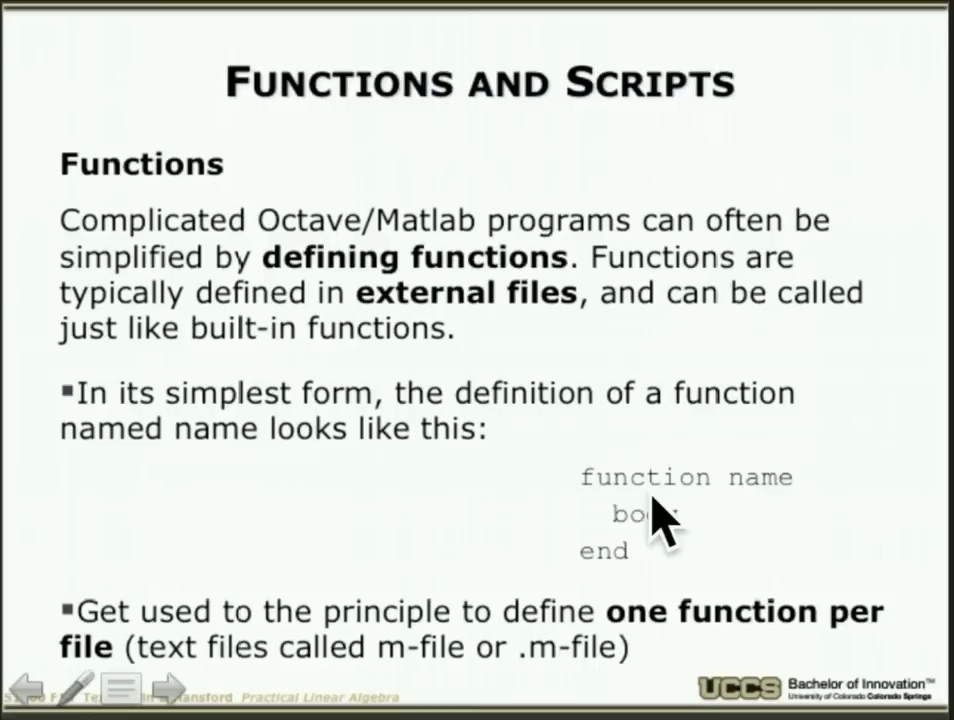 FUNCTIONS AND SCRIPTS
Functions
Complicated Octave/Matlab programs can often be
simplified by defining functions. Functions are
typically defined in external files, and can be called
just like built-in functions.
▪In its simplest form, the definition of a function
named name looks like this:
function name
end
▪Get used to the principle to define one function per
file (text files called m-file or .m-file)
Practical Linear Algebra
UCCS Bachelor of Innovation™
University of Colorado Colorado Springs